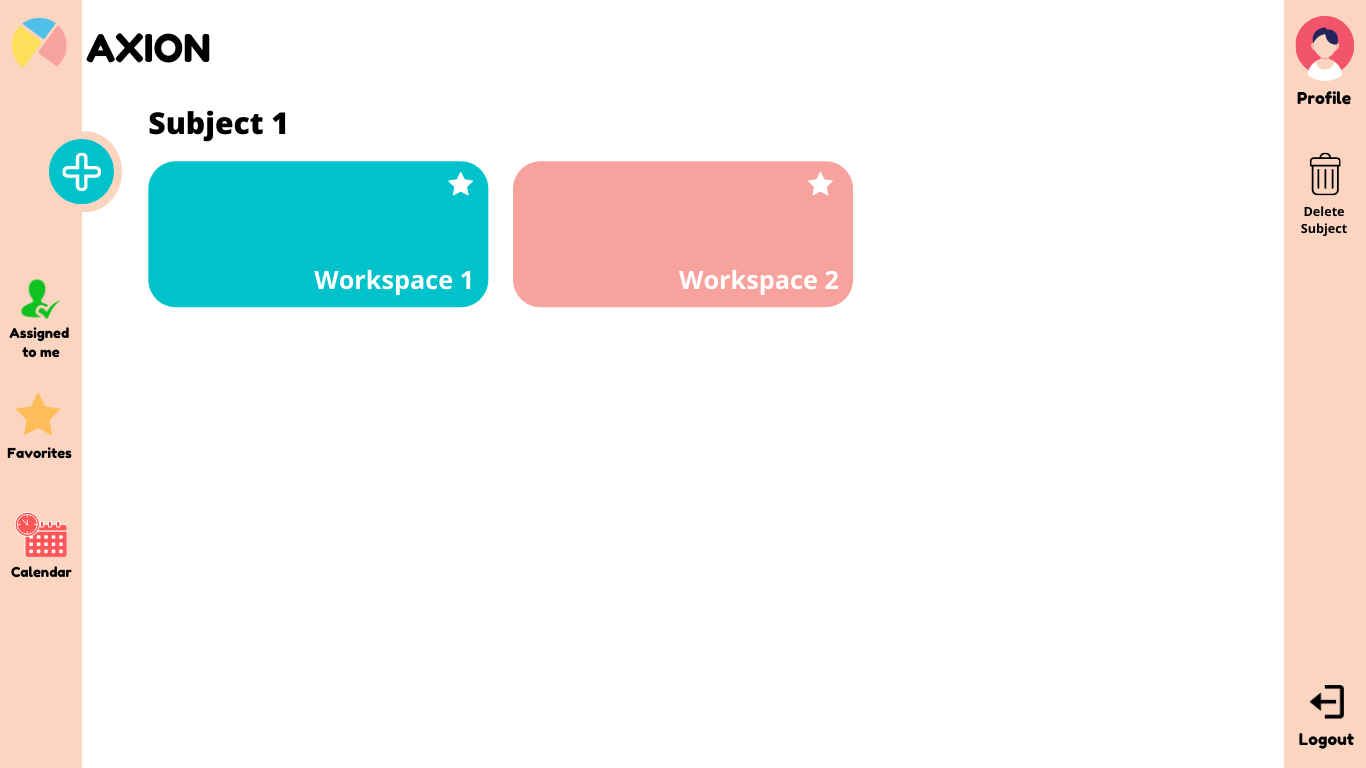 AXION
Profile
Subject 1
Delete
Subject
Workspace 1
Workspace 2
Assigned
to me
Favorites
Calendar
Logout